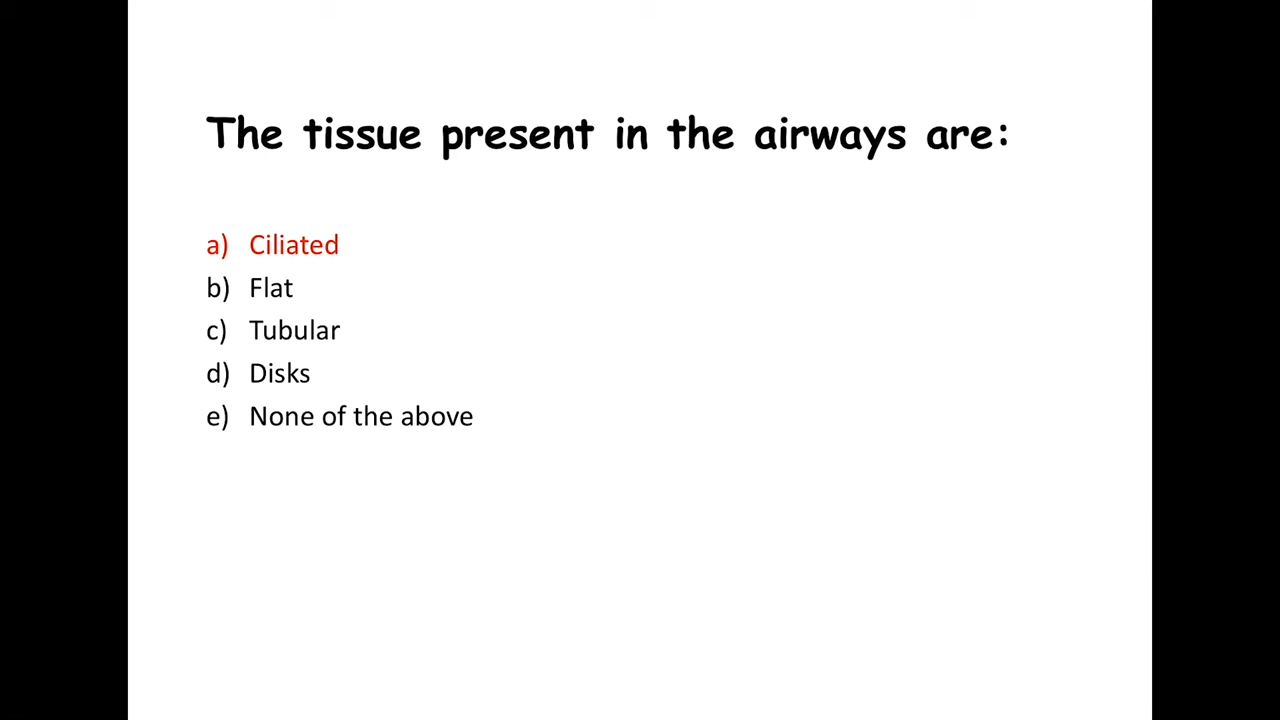 The tissue present in the airways are:
a) Ciliated
b) Flat
c) Tubular
d) Disks
e) None of the above